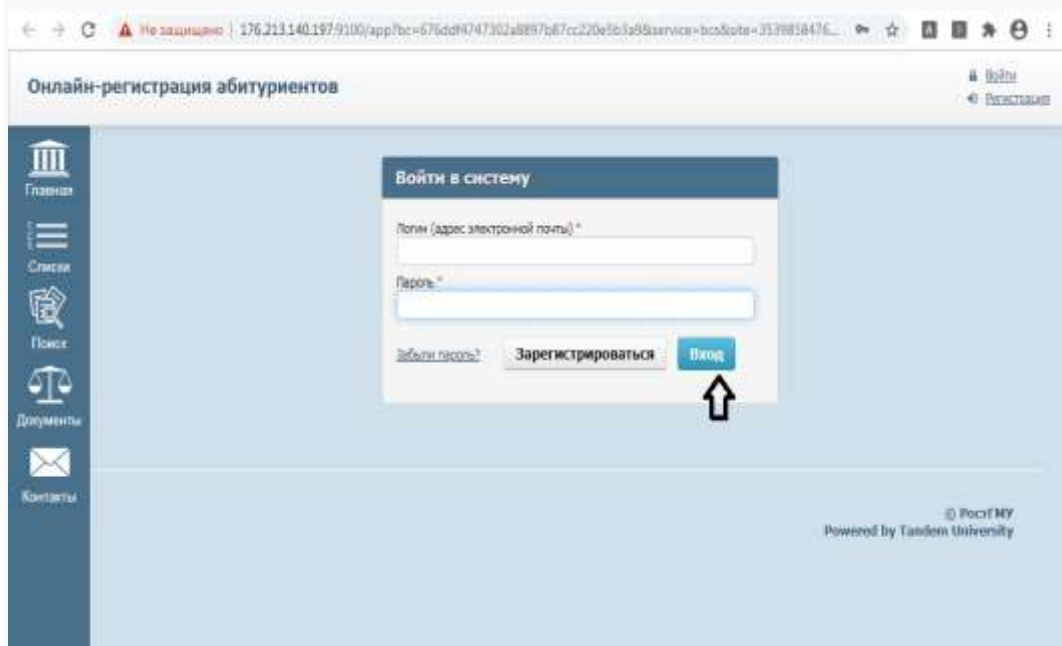 Не защищено | 176.213.140.197:9100/app?
Онлайн-регистрация абитуриентов
Войти
Регистрация
Главная
Списки
Поиск
Документы
Контакты
Войти в систему
Логин (адрес электронной почты) *
Пароль *
Забыли пароль?
Зарегистрироваться
Вход
© РостГМУ
Powered by Tandem University